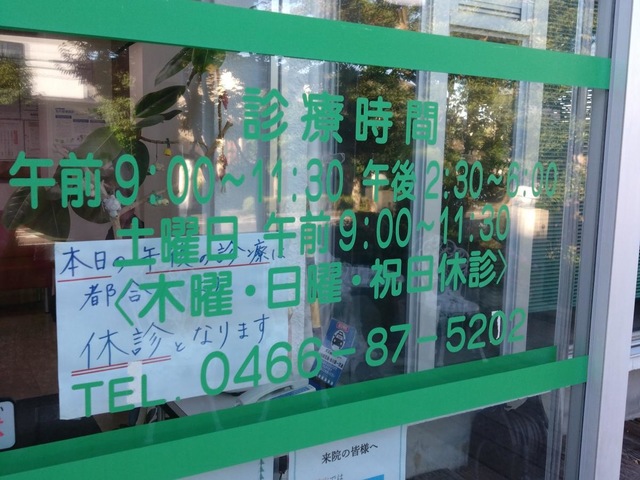 診療時間
午前9:00~11:30 午後2:30~6:00
土曜日 午前9:00~11:30
〈木曜・日曜・祝日休診〉
TEL. 0466-87-5202
本日の午後の診療は
都合
休診となります
来院の皆様へ